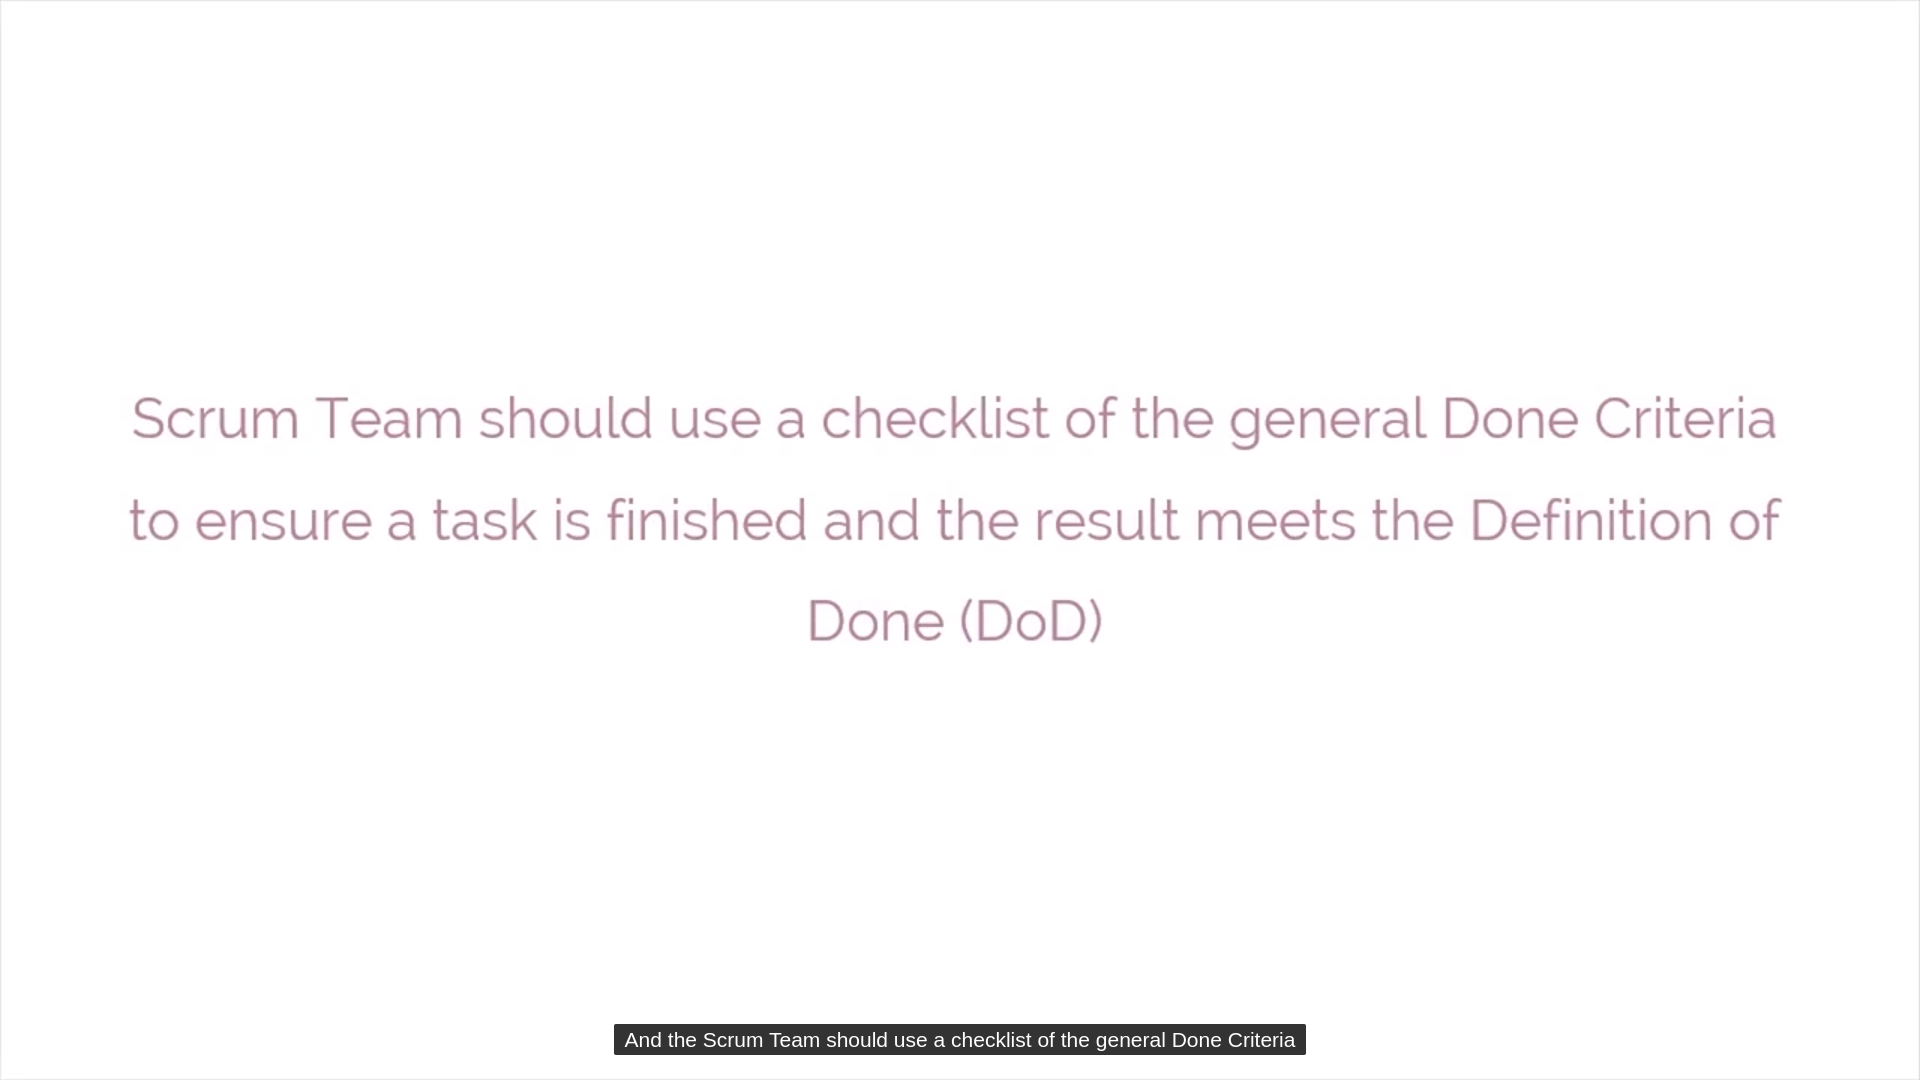 Scrum Team should use a checklist of the general Done Criteria
to ensure a task is finished and the result meets the Definition of
Done (DoD)
And the Scrum Team should use a checklist of the general Done Criteria